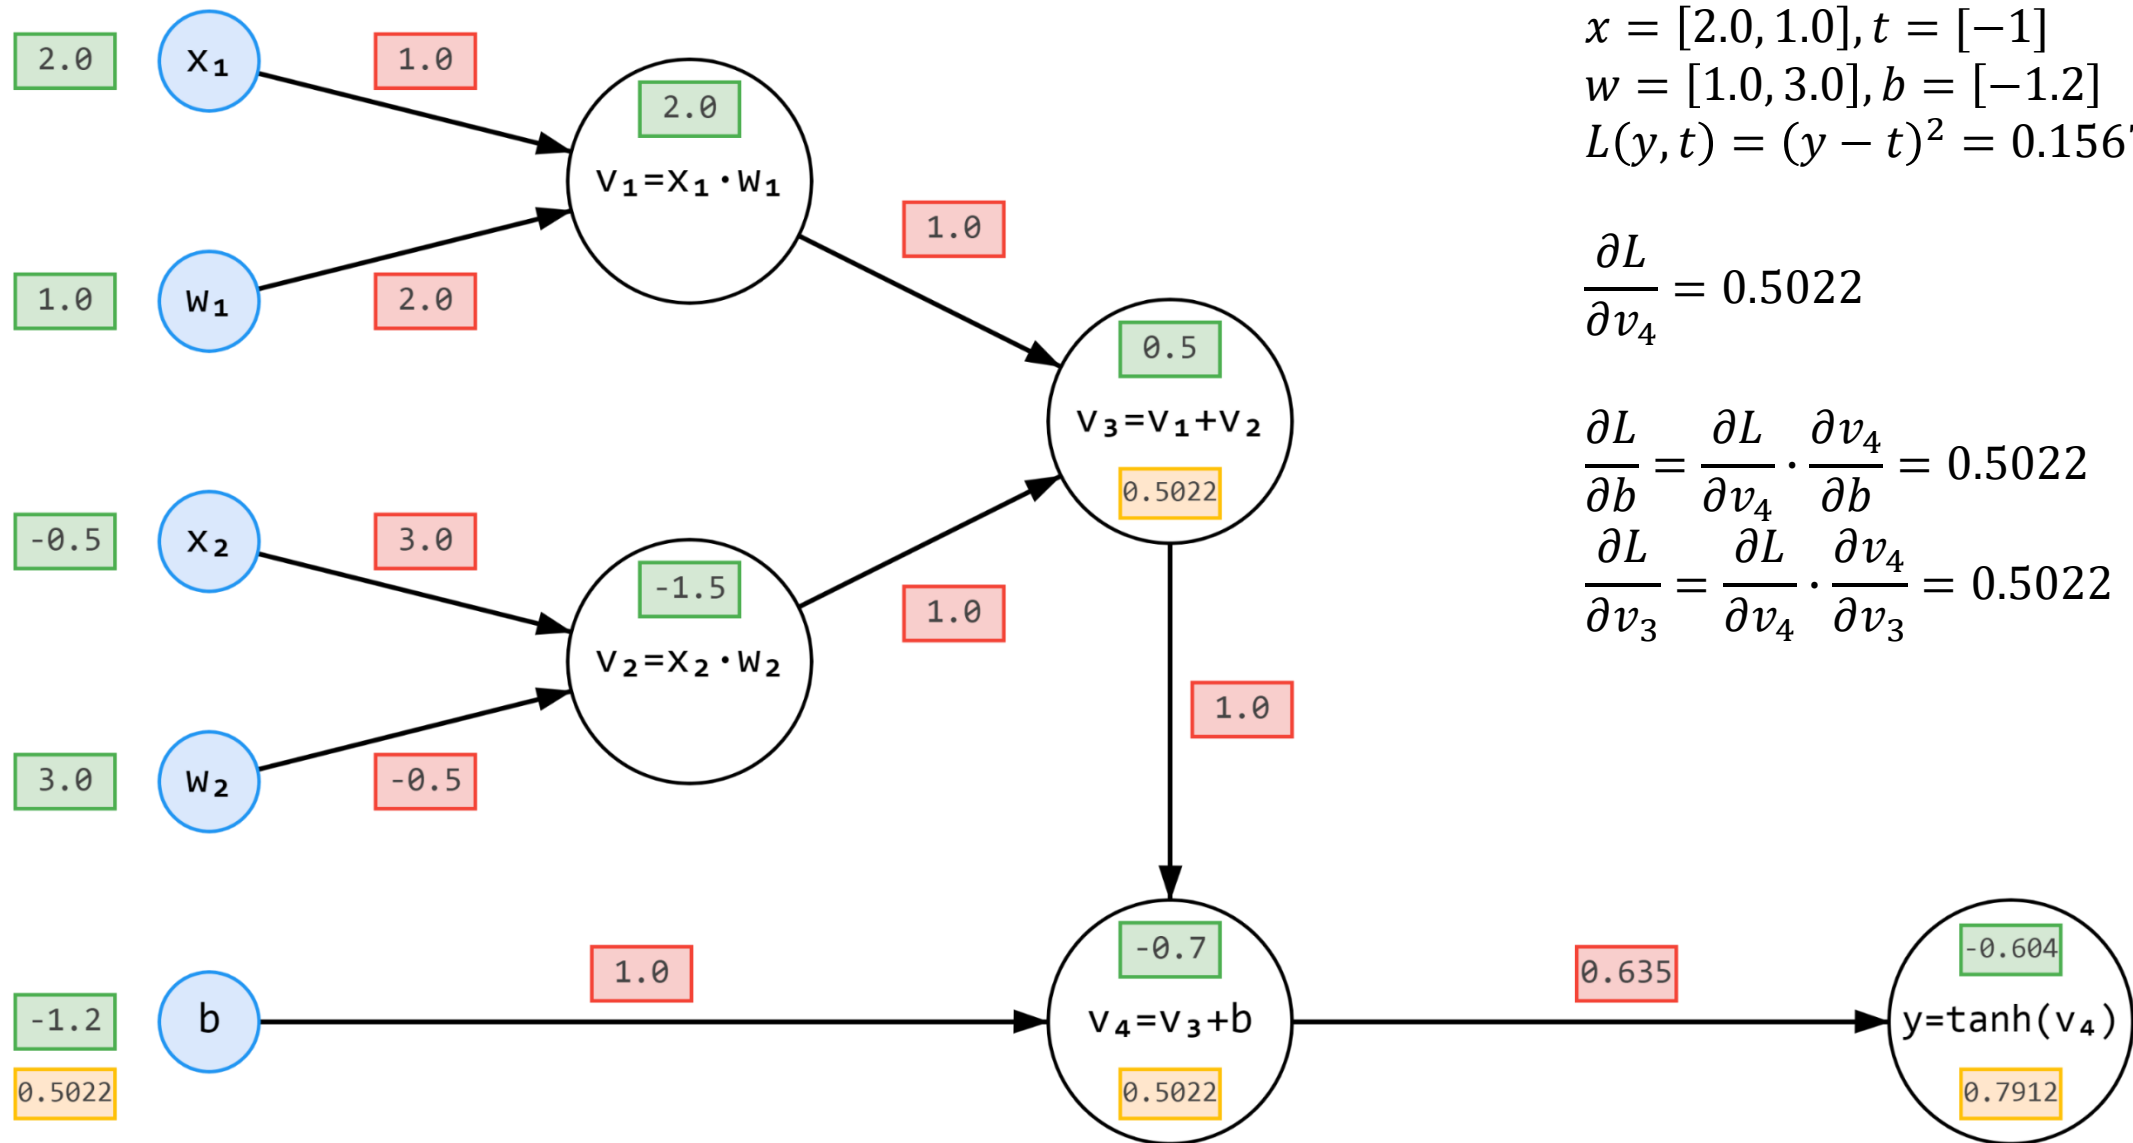 2.0
x₁
1.0
2.0
v₁=x₁·w₁
1.0
w₁
2.0
1.0
0.5
v₃=v₁+v₂
0.5022
-0.5
x₂
3.0
-1.5
v₂=x₂·w₂
1.0
3.0
w₂
-0.5
1.0
-1.2
b
0.5022
1.0
-0.7
v₄=v₃+b
0.5022
0.635
-0.604
y=tanh(v₄)
0.7912
x = [2.0, 1.0], t = [−1]
w = [1.0, 3.0], b = [−1.2]
L(y, t) = (y − t)² = 0.156
∂L/∂v₄ = 0.5022
∂L/∂b = ∂L/∂v₄ · ∂v₄/∂b = 0.5022
∂L/∂v₃ = ∂L/∂v₄ · ∂v₄/∂v₃ = 0.5022